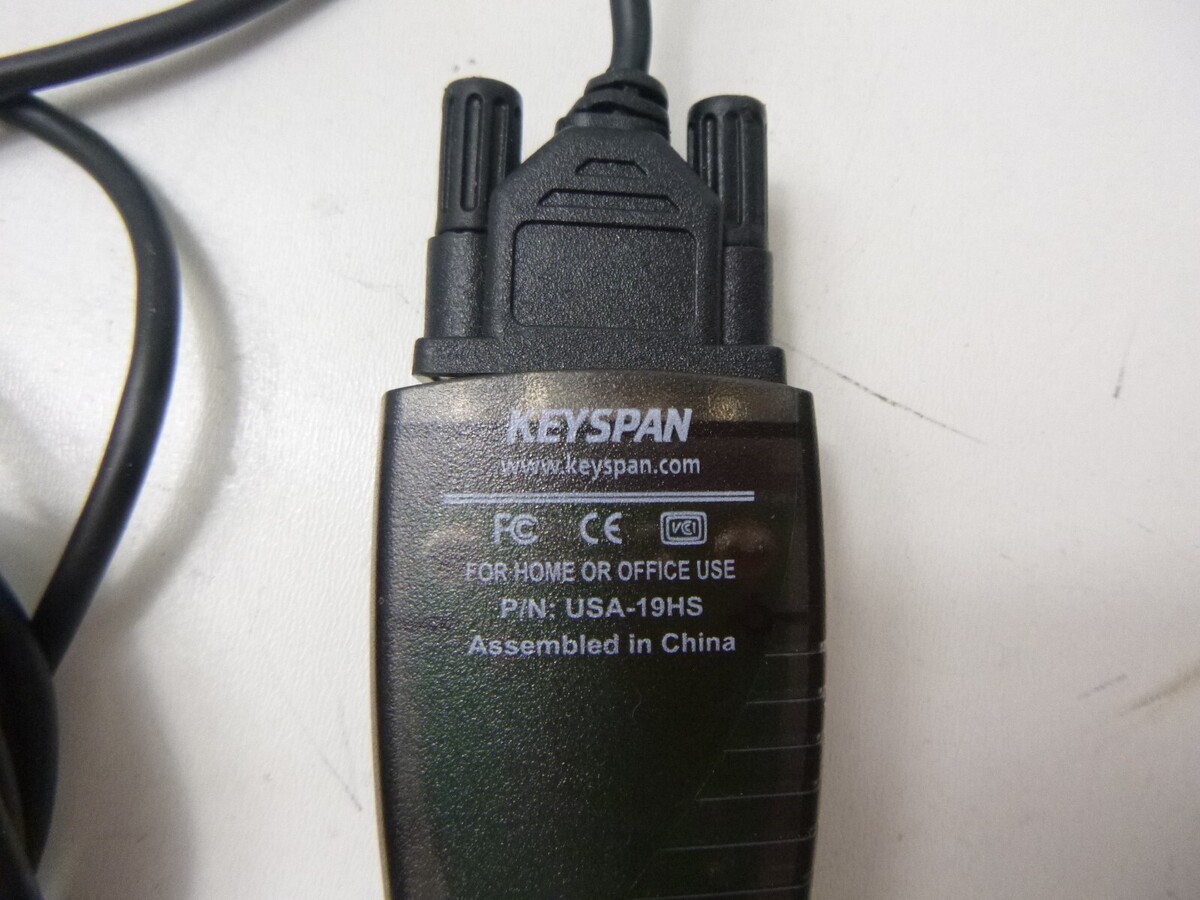 KEYSPAN
www.keyspan.com
FC CE VCI
FOR HOME OR OFFICE USE
P/N: USA-19HS
Assembled in China